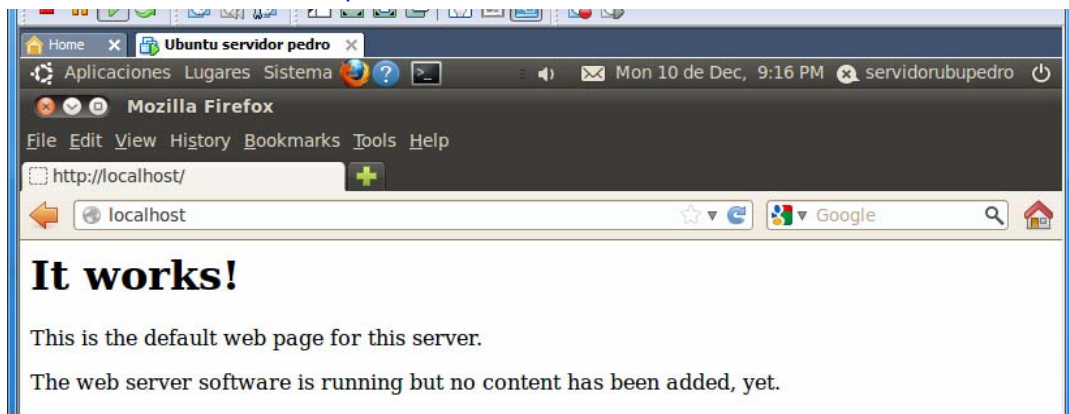 Home
Ubuntu servidor pedro
Aplicaciones Lugares Sistema
Mon 10 de Dec, 9:16 PM
servidorubupedro
Mozilla Firefox
File Edit View History Bookmarks Tools Help
http://localhost/
localhost
Google
It works!
This is the default web page for this server.
The web server software is running but no content has been added, yet.